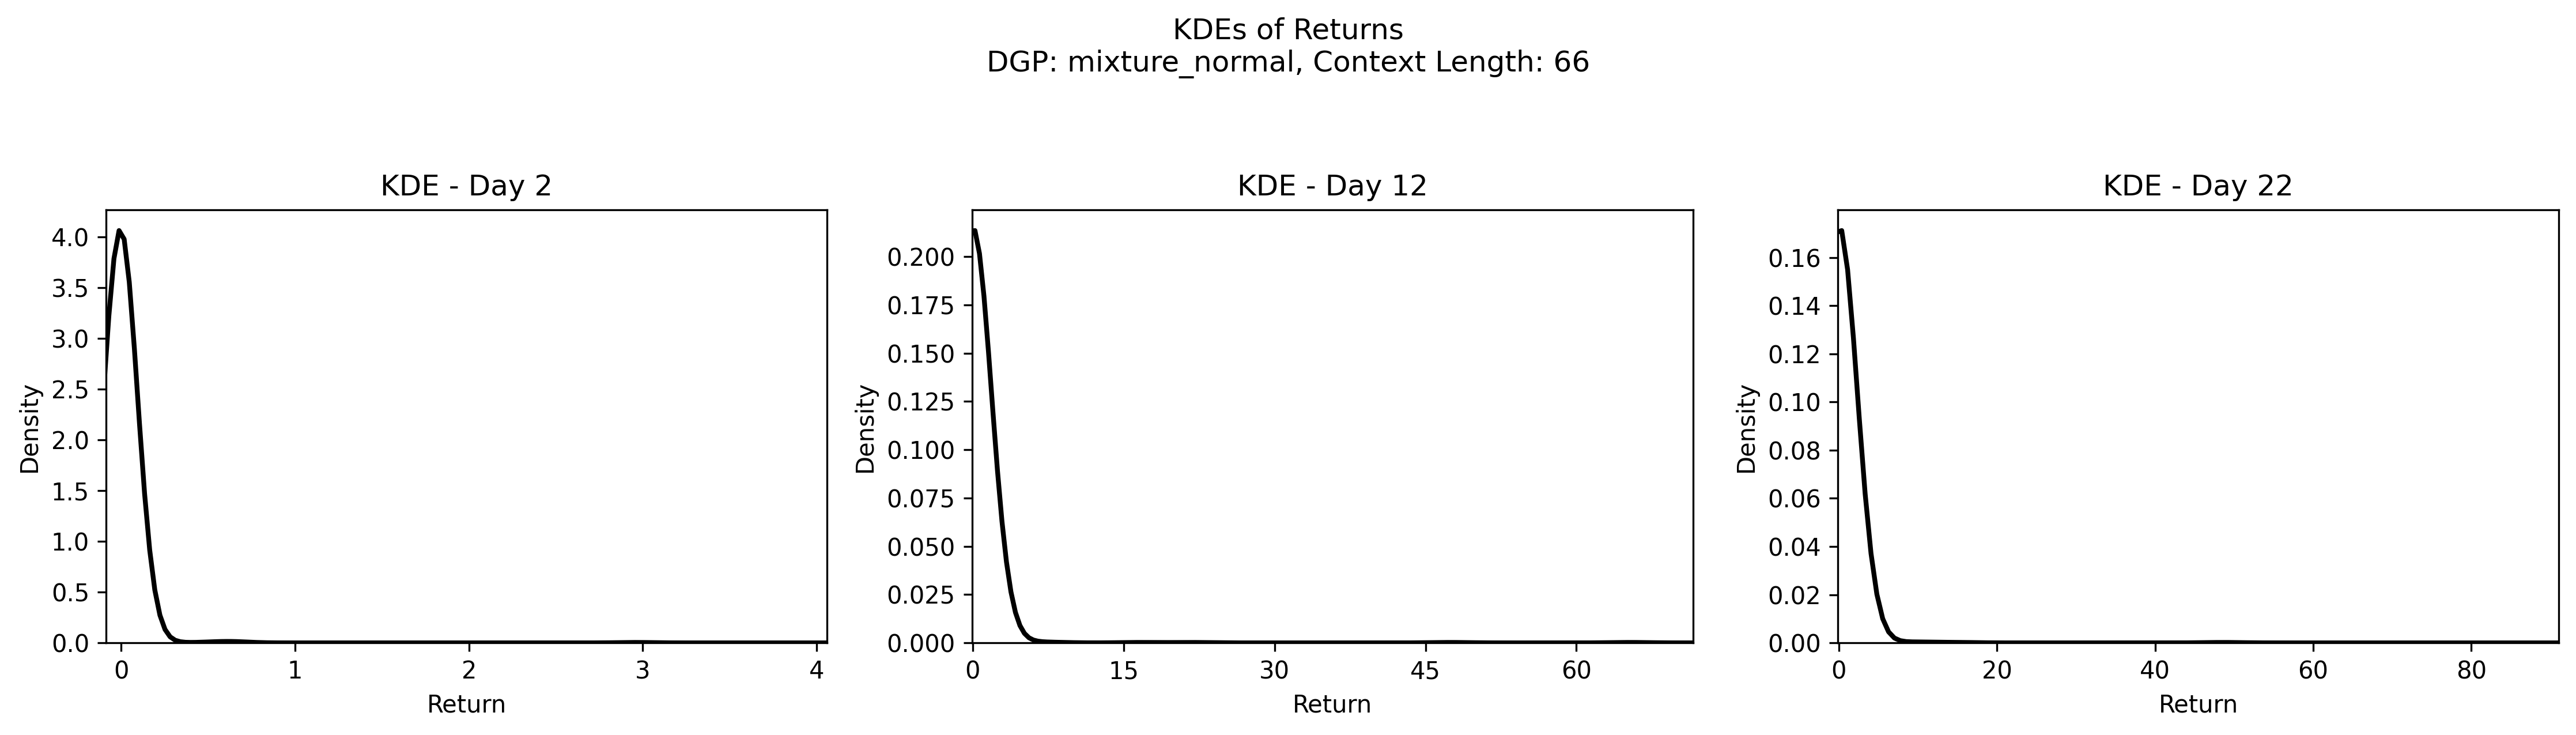 KDEs of Returns
DGP: mixture_normal, Context Length: 66
KDE - Day 2
4.0
3.5
3.0
2.5
2.0
1.5
1.0
0.5
0.0
Density
0 1 2 3 4
Return
KDE - Day 12
0.200
0.175
0.150
0.125
0.100
0.075
0.050
0.025
0.000
Density
0 15 30 45 60
Return
KDE - Day 22
0.16
0.14
0.12
0.10
0.08
0.06
0.04
0.02
0.00
Density
0 20 40 60 80
Return